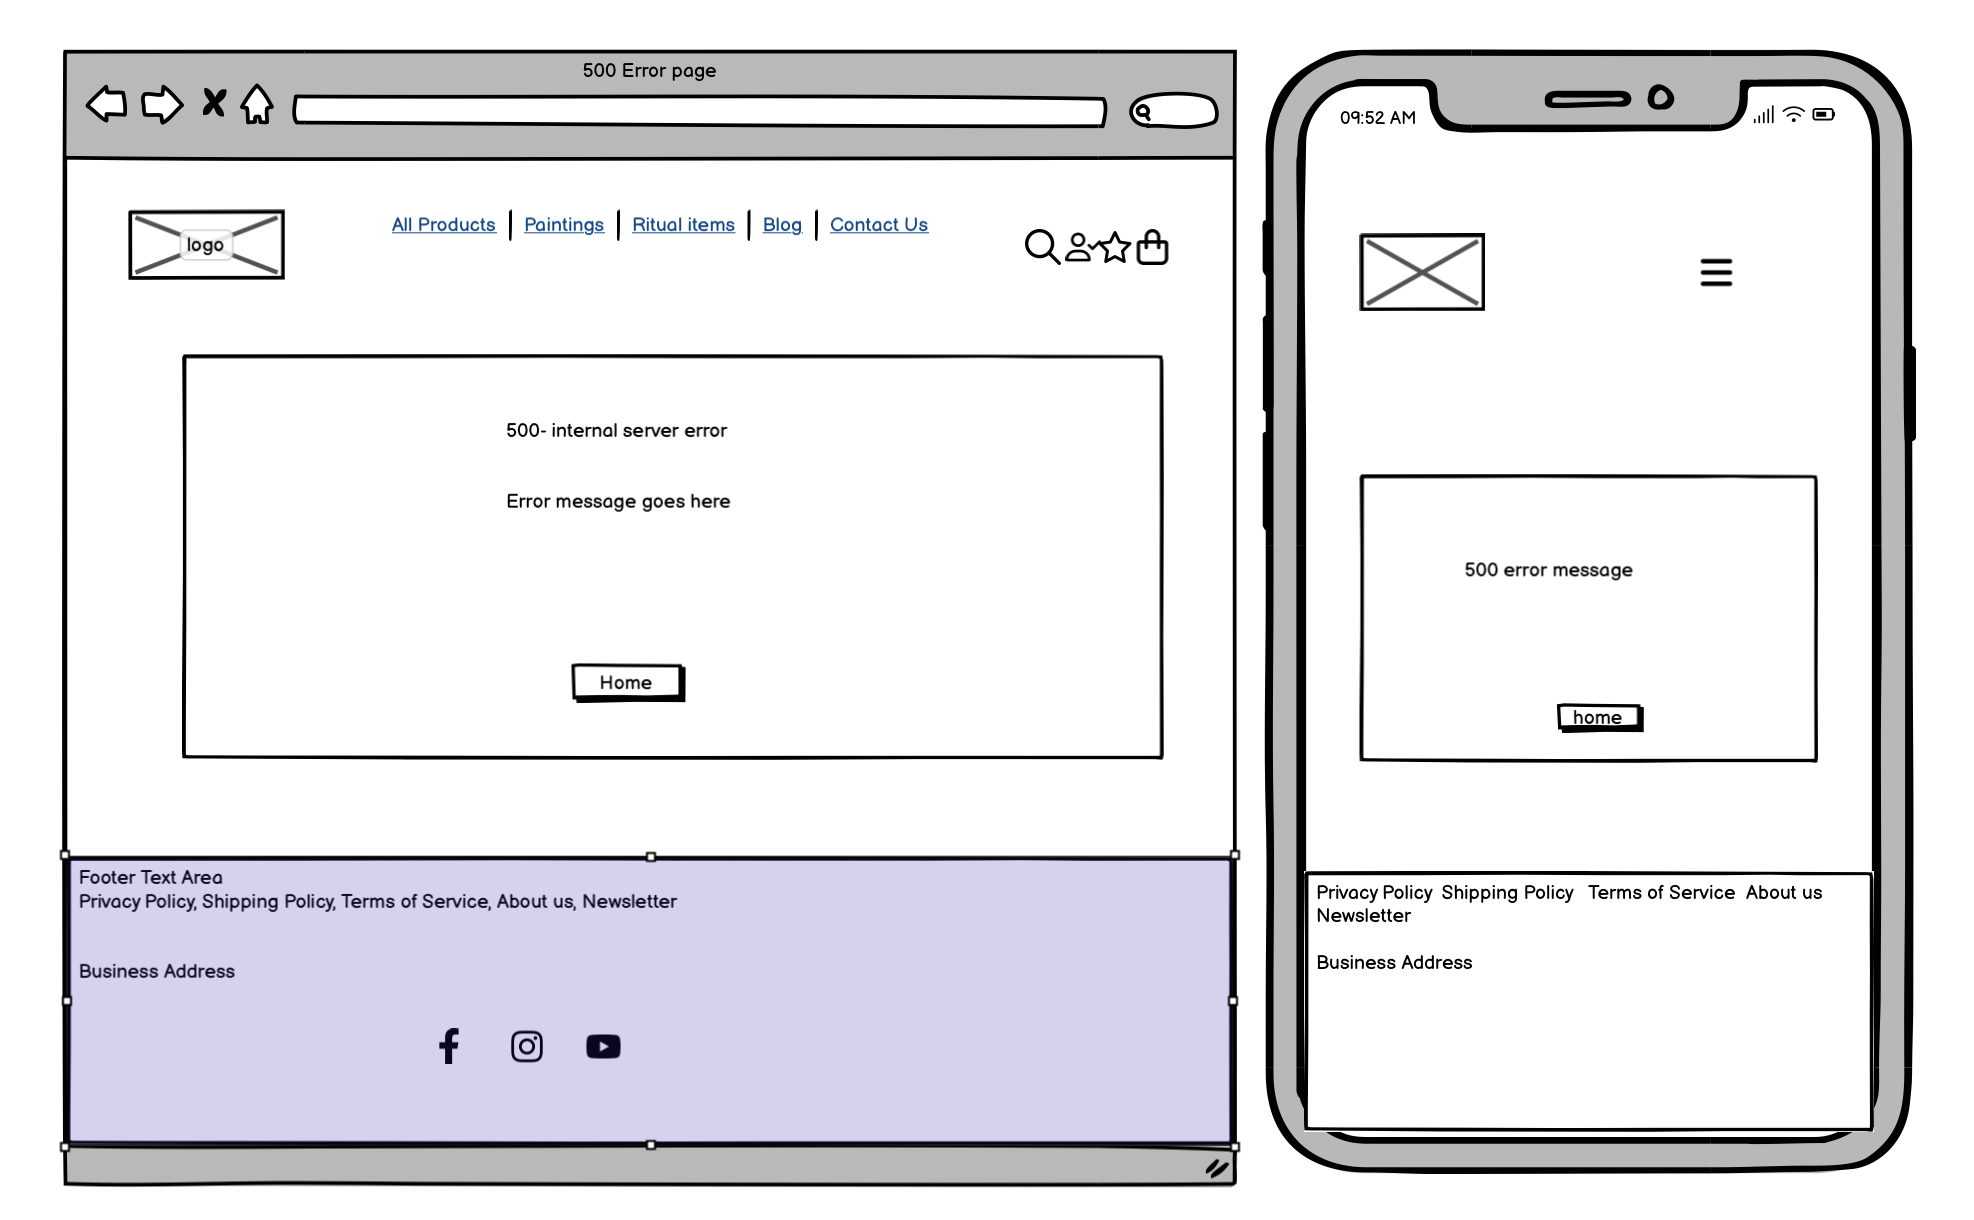 500 Error page
logo
All Products | Paintings | Ritual items | Blog | Contact Us
500- internal server error
Error message goes here
Home
Footer Text Area
Privacy Policy, Shipping Policy, Terms of Service, About us, Newsletter
Business Address
09:52 AM
500 error message
home
Privacy Policy Shipping Policy Terms of Service About us
Newsletter
Business Address